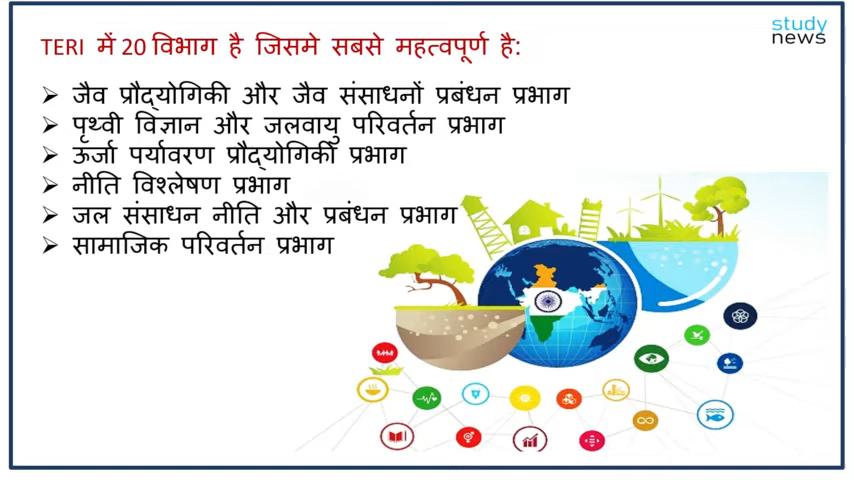 study
news
TERI में 20 विभाग है जिसमे सबसे महत्वपूर्ण है:
➢ जैव प्रौद्योगिकी और जैव संसाधनों प्रबंधन प्रभाग
➢ पृथ्वी विज्ञान और जलवायु परिवर्तन प्रभाग
➢ ऊर्जा पर्यावरण प्रौद्योगिकी प्रभाग
➢ नीति विश्लेषण प्रभाग
➢ जल संसाधन नीति और प्रबंधन प्रभाग
➢ सामाजिक परिवर्तन प्रभाग